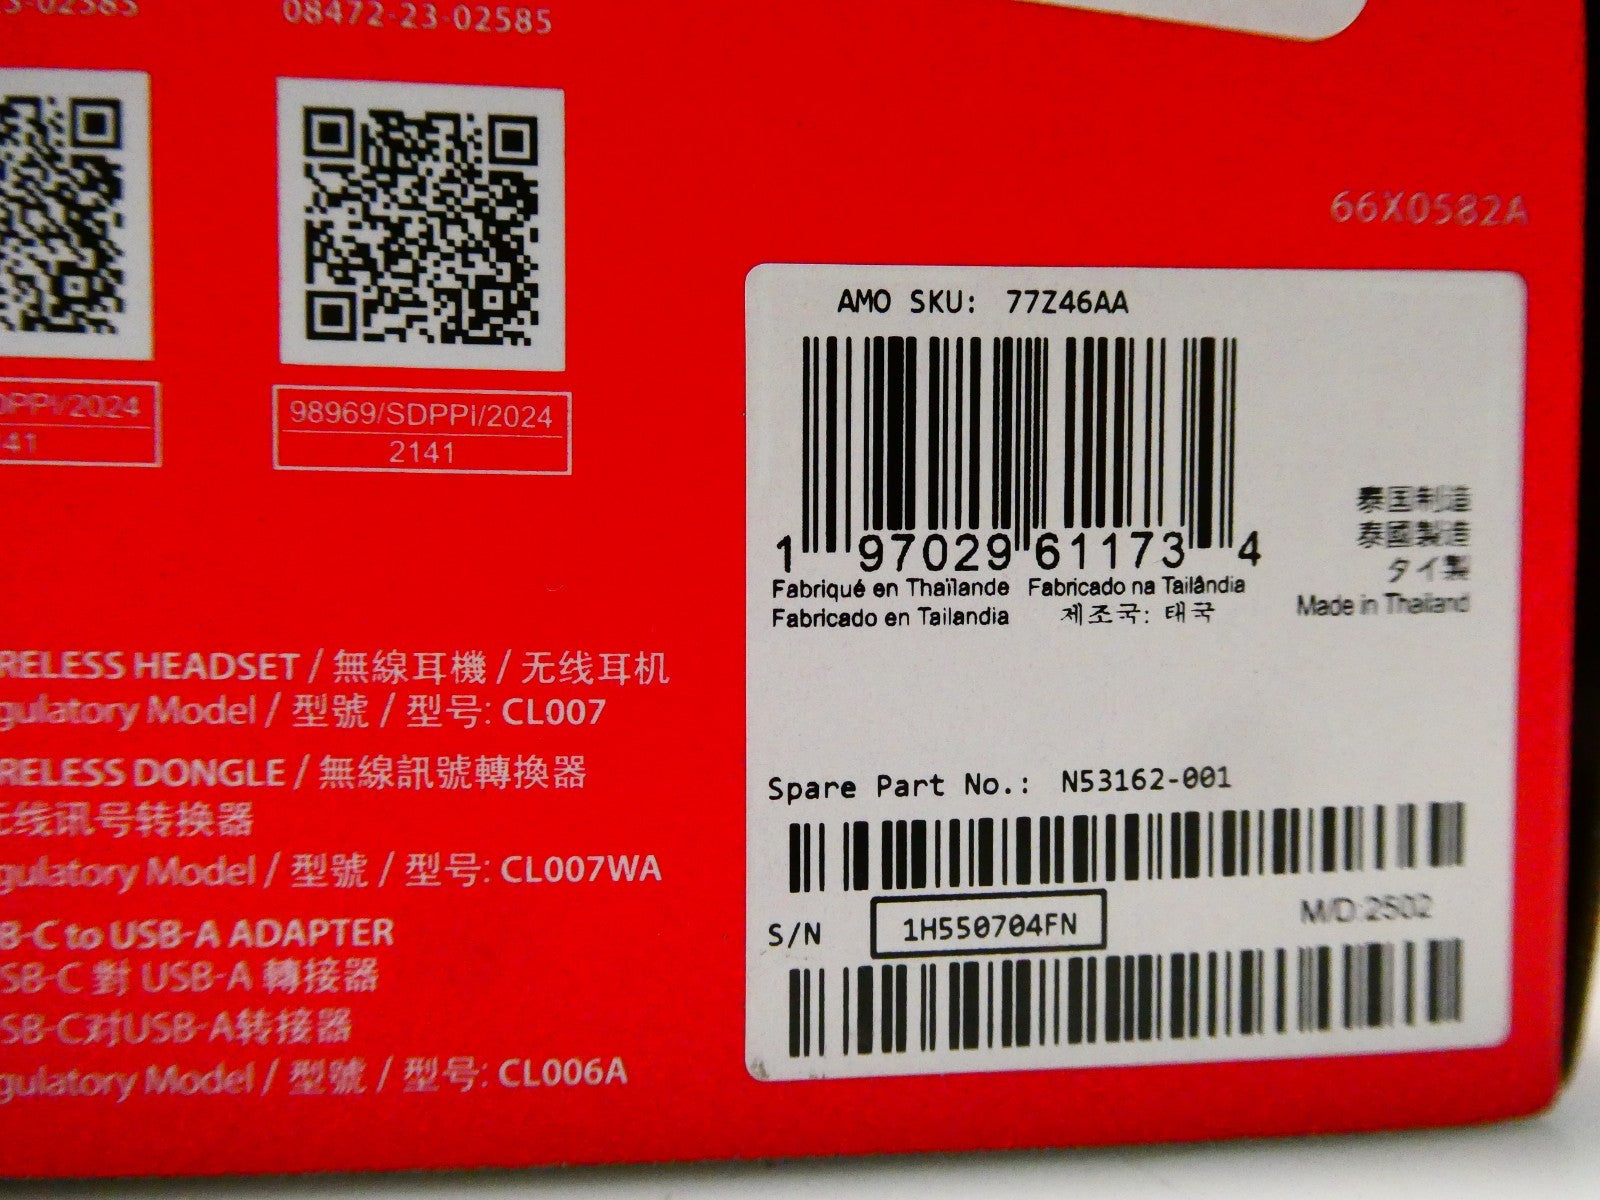 08472-23-02585
66X0582A
DPPI/2024
98969/SDPPI/2024
2141
AMO SKU: 77Z46AA
1 97029 61173 4
Fabriqué en Thaïlande Fabricado na Tailândia
Fabricado en Tailandia 제조국: 태국
泰国制造
泰國製造
タイ製
Made in Thailand
RELESS HEADSET / 無線耳機 / 无线耳机
gulatory Model / 型號 / 型号: CL007
RELESS DONGLE / 無線訊號轉換器
线讯号转换器
gulatory Model / 型號 / 型号: CL007WA
B-C to USB-A ADAPTER
SB-C 對 USB-A 轉接器
SB-C对USB-A转接器
gulatory Model / 型號 / 型号: CL006A
Spare Part No.: N53162-001
S/N 1H550704FN M/D:2502